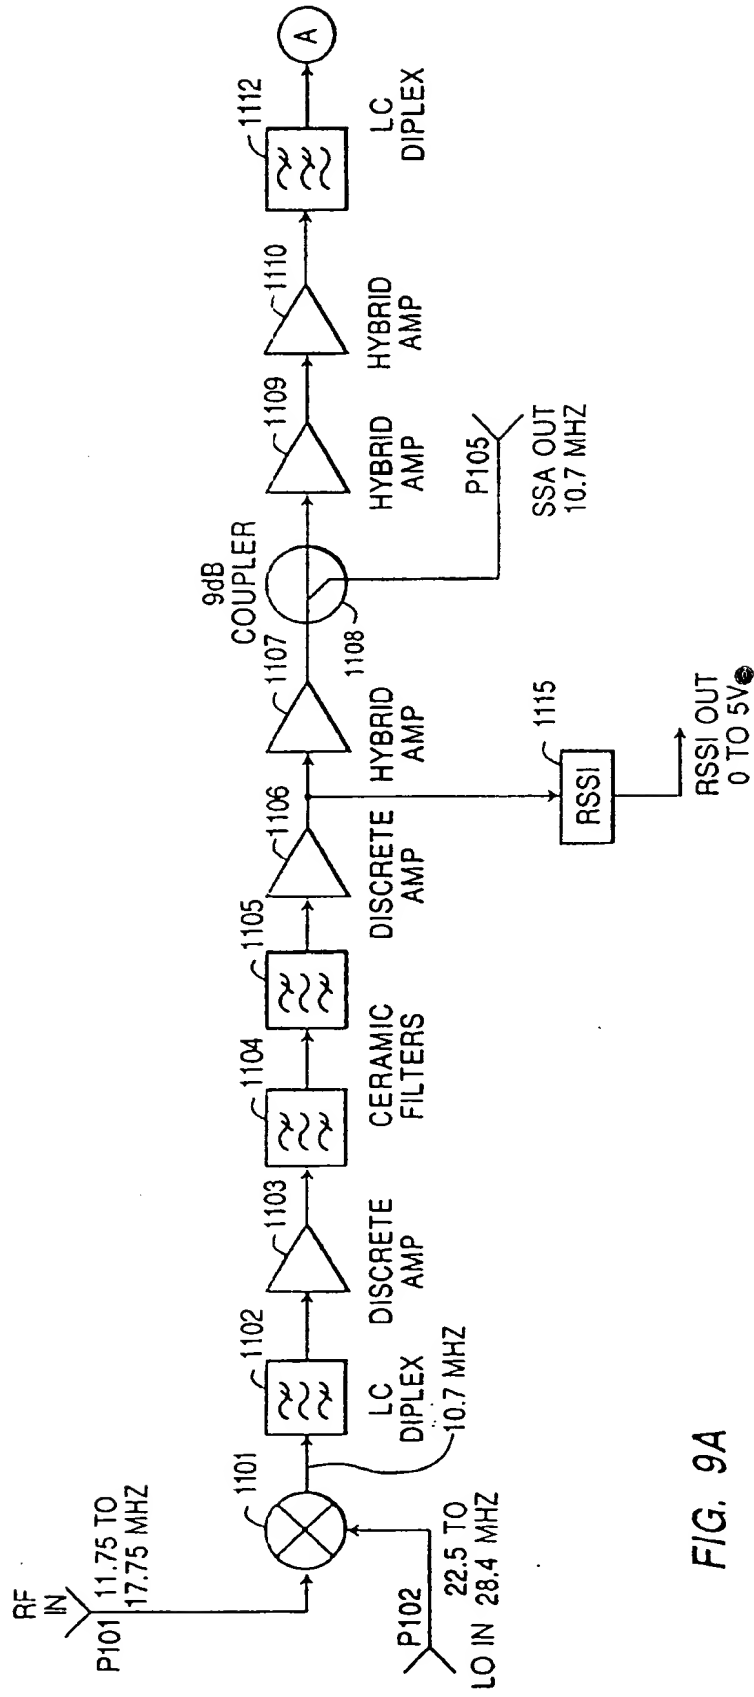 RF
IN
P101
11.75 TO
17.75 MHZ
1101
P102
22.5 TO
LO IN 28.4 MHZ
10.7 MHZ
1102
LC
DIPLEX
1103
DISCRETE
AMP
1104
1105
CERAMIC
FILTERS
1106
DISCRETE
AMP
1107
HYBRID
AMP
1115
RSSI
RSSI OUT
0 TO 5V
9dB
COUPLER
1108
P105
SSA OUT
10.7 MHZ
1109
HYBRID
AMP
1110
HYBRID
AMP
1112
LC
DIPLEX
A
FIG. 9A